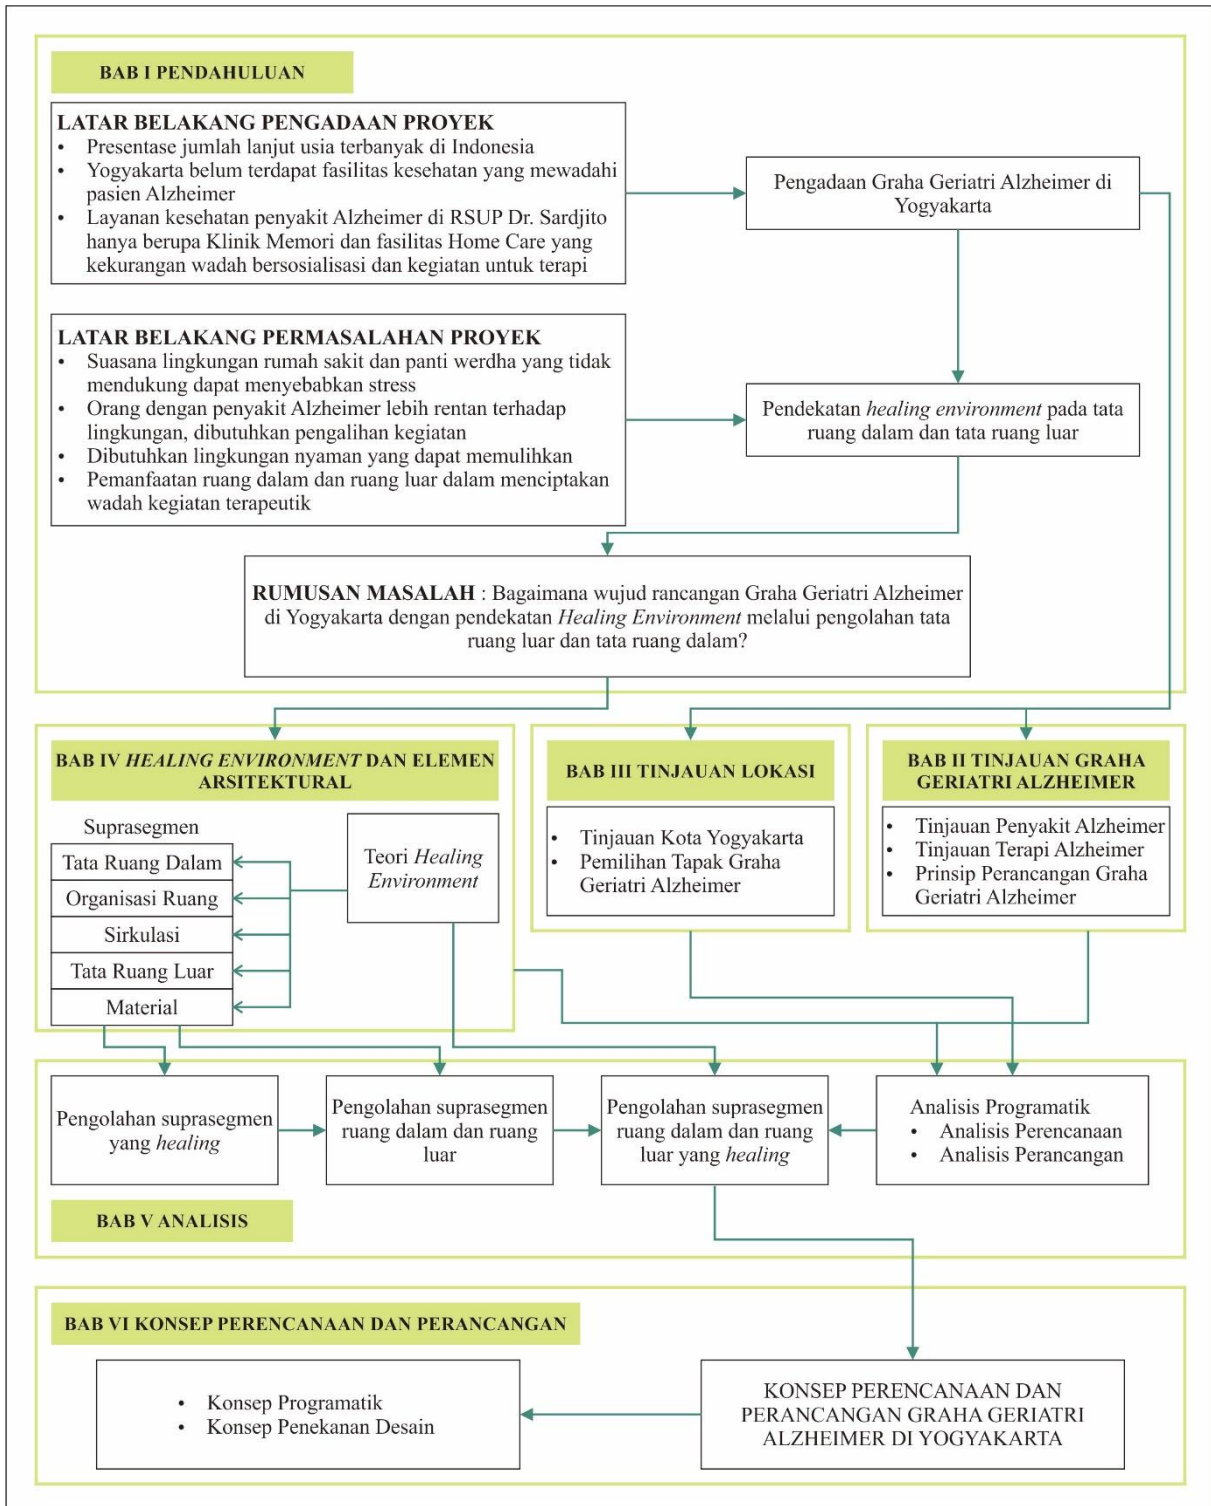 BAB I PENDAHULUAN
LATAR BELAKANG PENGADAAN PROYEK
• Presentase jumlah lanjut usia terbanyak di Indonesia
• Yogyakarta belum terdapat fasilitas kesehatan yang mewadahi
pasien Alzheimer
• Layanan kesehatan penyakit Alzheimer di RSUP Dr. Sardjito
hanya berupa Klinik Memori dan fasilitas Home Care yang
kekurangan wadah bersosialisasi dan kegiatan untuk terapi
Pengadaan Graha Geriatri Alzheimer di
Yogyakarta
LATAR BELAKANG PERMASALAHAN PROYEK
• Suasana lingkungan rumah sakit dan panti werdha yang tidak
mendukung dapat menyebabkan stress
• Orang dengan penyakit Alzheimer lebih rentan terhadap
lingkungan, dibutuhkan pengalihan kegiatan
• Dibutuhkan lingkungan nyaman yang dapat memulihkan
• Pemanfaatan ruang dalam dan ruang luar dalam menciptakan
wadah kegiatan terapeutik
Pendekatan healing environment pada tata
ruang dalam dan tata ruang luar
RUMUSAN MASALAH : Bagaimana wujud rancangan Graha Geriatri Alzheimer
di Yogyakarta dengan pendekatan Healing Environment melalui pengolahan tata
ruang luar dan tata ruang dalam?
BAB IV HEALING ENVIRONMENT DAN ELEMEN
ARSITEKTURAL
Suprasegmen
Tata Ruang Dalam
Organisasi Ruang
Sirkulasi
Tata Ruang Luar
Material
Teori Healing
Environment
BAB III TINJAUAN LOKASI
• Tinjauan Kota Yogyakarta
• Pemilihan Tapak Graha
Geriatri Alzheimer
BAB II TINJAUAN GRAHA
GERIATRI ALZHEIMER
• Tinjauan Penyakit Alzheimer
• Tinjauan Terapi Alzheimer
• Prinsip Perancangan Graha
Geriatri Alzheimer
Pengolahan suprasegmen
yang healing
Pengolahan suprasegmen
ruang dalam dan ruang
luar
Pengolahan suprasegmen
ruang dalam dan ruang
luar yang healing
Analisis Programatik
• Analisis Perencanaan
• Analisis Perancangan
BAB V ANALISIS
BAB VI KONSEP PERENCANAAN DAN PERANCANGAN
• Konsep Programatik
• Konsep Penekanan Desain
KONSEP PERENCANAAN DAN
PERANCANGAN GRAHA GERIATRI
ALZHEIMER DI YOGYAKARTA